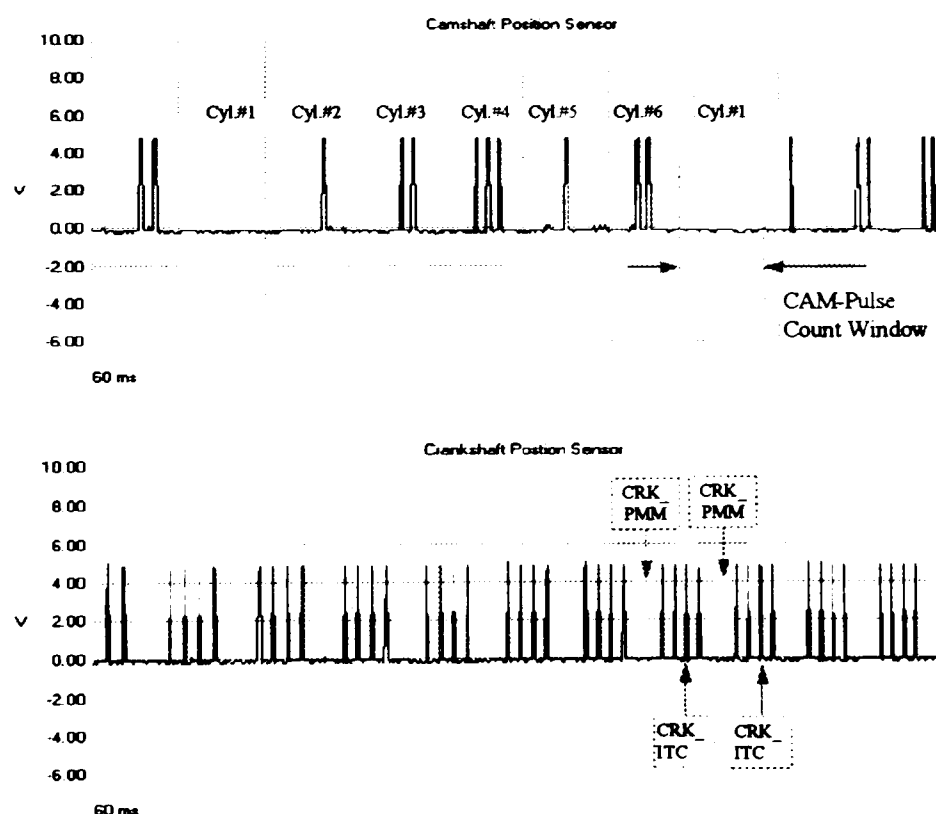 Camshaft Position Sensor
10.00
8.00
6.00
4.00
2.00
0.00
-2.00
-4.00
-6.00
V
Cyl.#1 Cyl.#2 Cyl.#3 Cyl.#4 Cyl.#5 Cyl.#6 Cyl.#1
CAM-Pulse
Count Window
60 ms
Crankshaft Postion Sensor
10.00
8.00
6.00
4.00
2.00
0.00
-2.00
-4.00
-6.00
V
CRK_
PMM
CRK_
PMM
CRK_
ITC
CRK_
ITC
60 ms